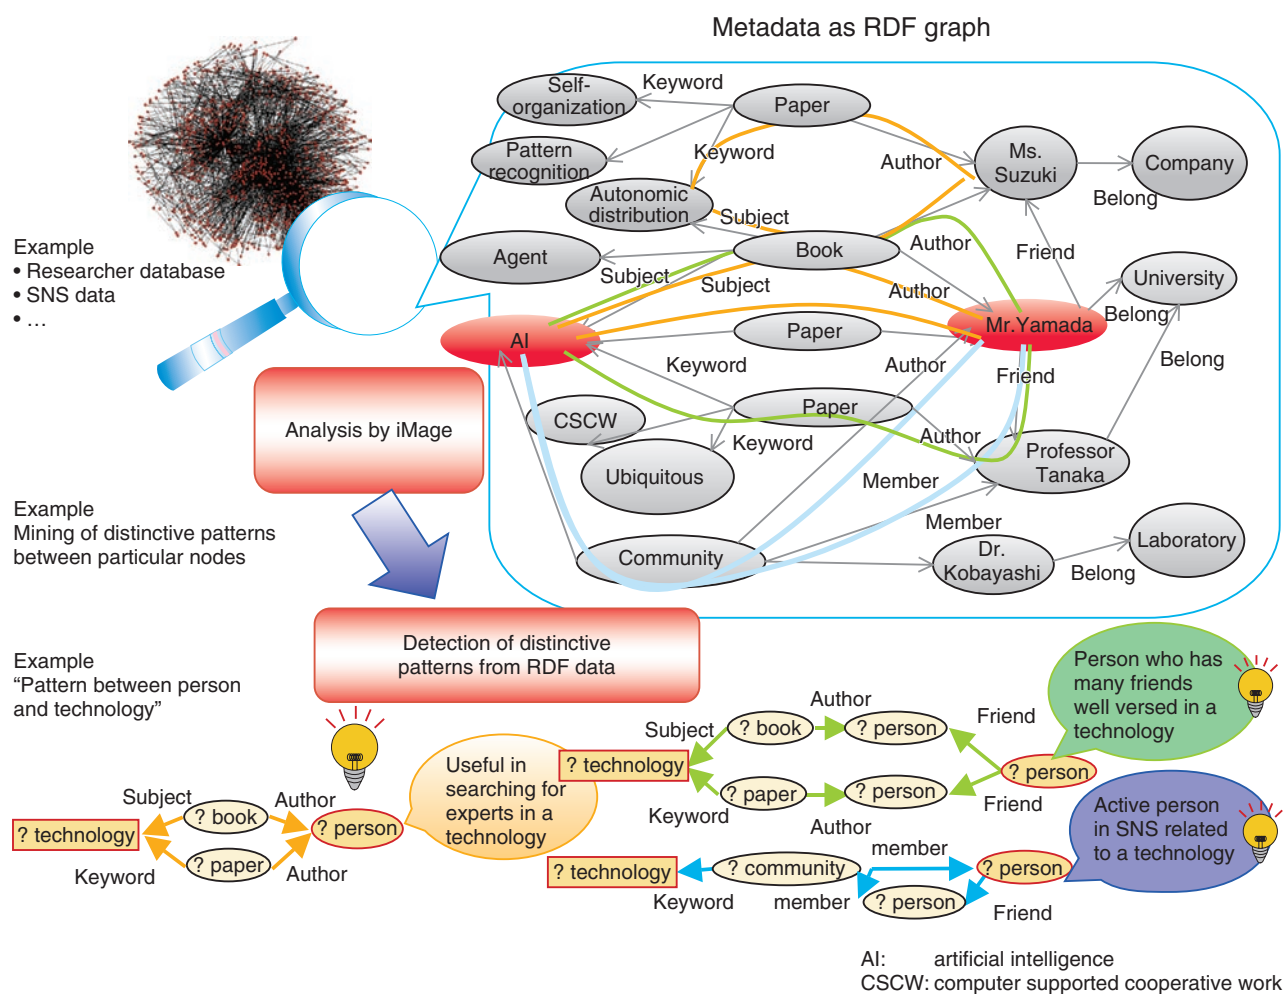 Metadata as RDF graph
Self-
organization
Keyword
Paper
Pattern
recognition
Keyword
Author
Ms.
Suzuki
Company
Belong
Autonomic
distribution
Subject
Example
• Researcher database
• SNS data
• …
Agent
Subject
Book
Subject
Author
Author
Friend
University
Belong
AI
Paper
Mr.Yamada
Keyword
Author
Friend
Belong
Analysis by iMage
CSCW
Paper
Keyword
Author
Ubiquitous
Professor
Tanaka
Member
Example
Mining of distinctive patterns
between particular nodes
Community
Member
Dr.
Kobayashi
Belong
Laboratory
Detection of distinctive
patterns from RDF data
Example
“Pattern between person
and technology”
Subject
? book
Author
? person
? technology
Keyword
? paper
Author
Useful in
searching for
experts in a
technology
Subject
? book
Author
? person
Friend
? technology
? person
Keyword
? paper
Author
? person
Friend
Person who has
many friends
well versed in a
technology
? technology
Keyword
? community
member
member
? person
? person
Friend
Active person
in SNS related
to a technology
AI: artificial intelligence
CSCW: computer supported cooperative work